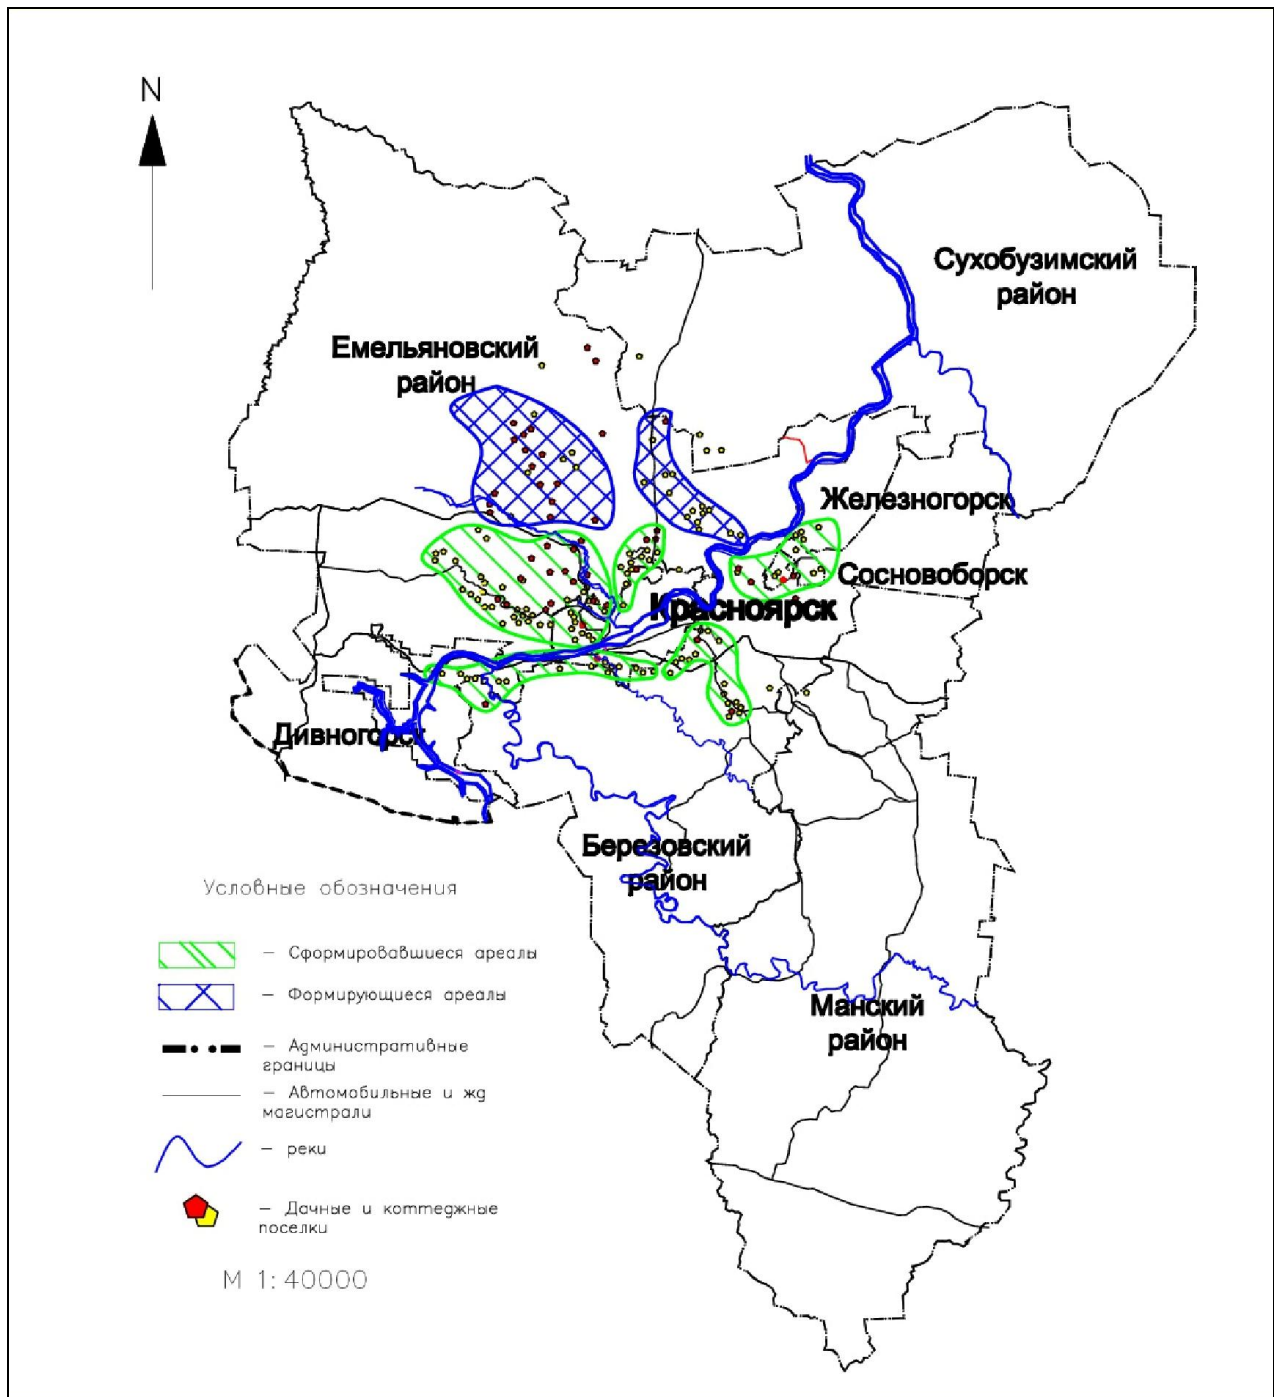 N
Сухобузимский
район
Емельяновский
район
Железногорск
Сосновоборск
Красноярск
Дивногорск
Березовский
район
Манский
район
Условные обозначения
– Сформировавшиеся ареалы
– Формирующиеся ареалы
– Административные
границы
– Автомобильные и жд
магистрали
– реки
– Дачные и коттеджные
поселки
М 1:40000